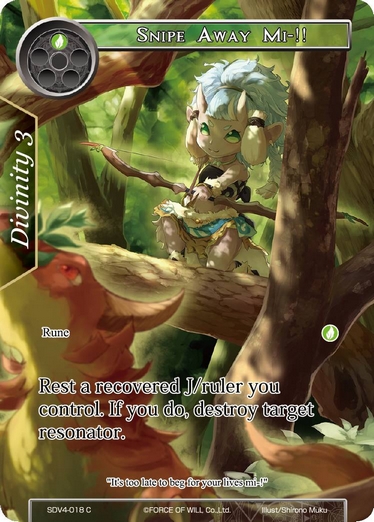 Snipe Away Mi-!!
Divinity 3
Rune
Rest a recovered J/ruler you
control. If you do, destroy target
resonator.
"It's too late to beg for your lives mi-!"
SDV4-018 C ©FORCE OF WILL Co.,Ltd. Illust/Shirono Muku